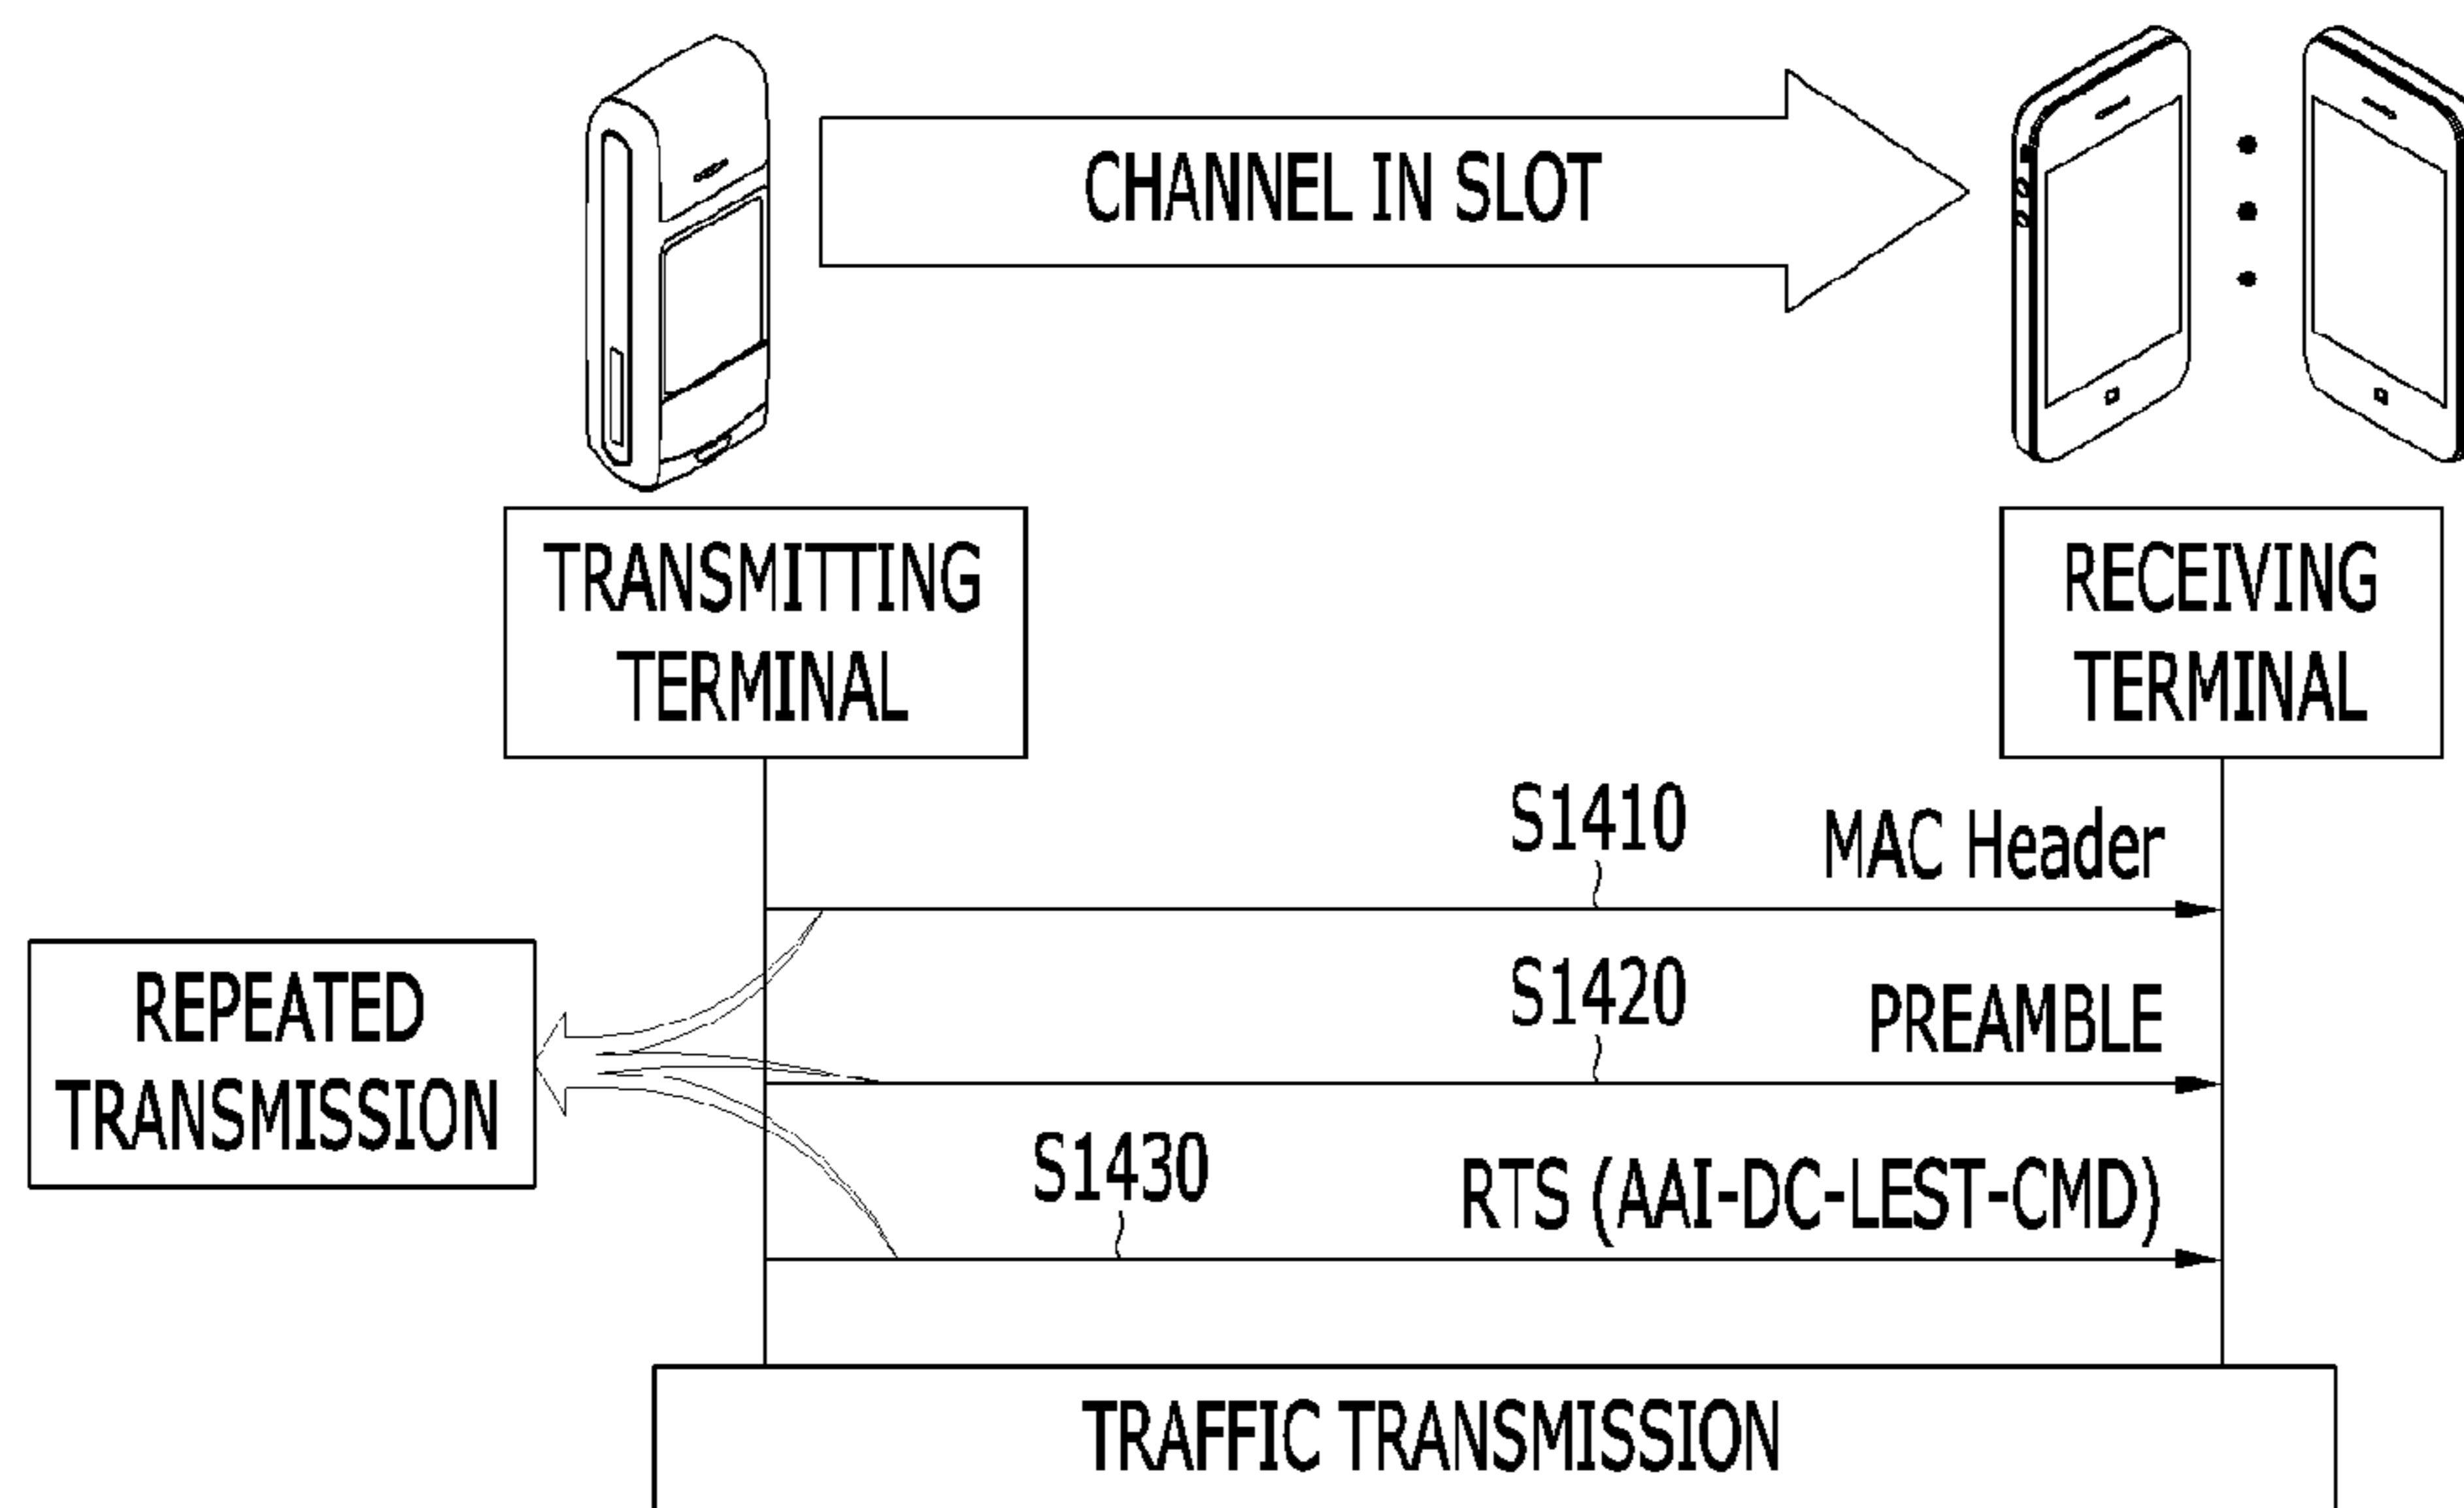 CHANNEL IN SLOT
TRANSMITTING
TERMINAL
RECEIVING
TERMINAL
S1410
MAC Header
REPEATED
TRANSMISSION
S1420
PREAMBLE
S1430
RTS (AAI-DC-LEST-CMD)
TRAFFIC TRANSMISSION